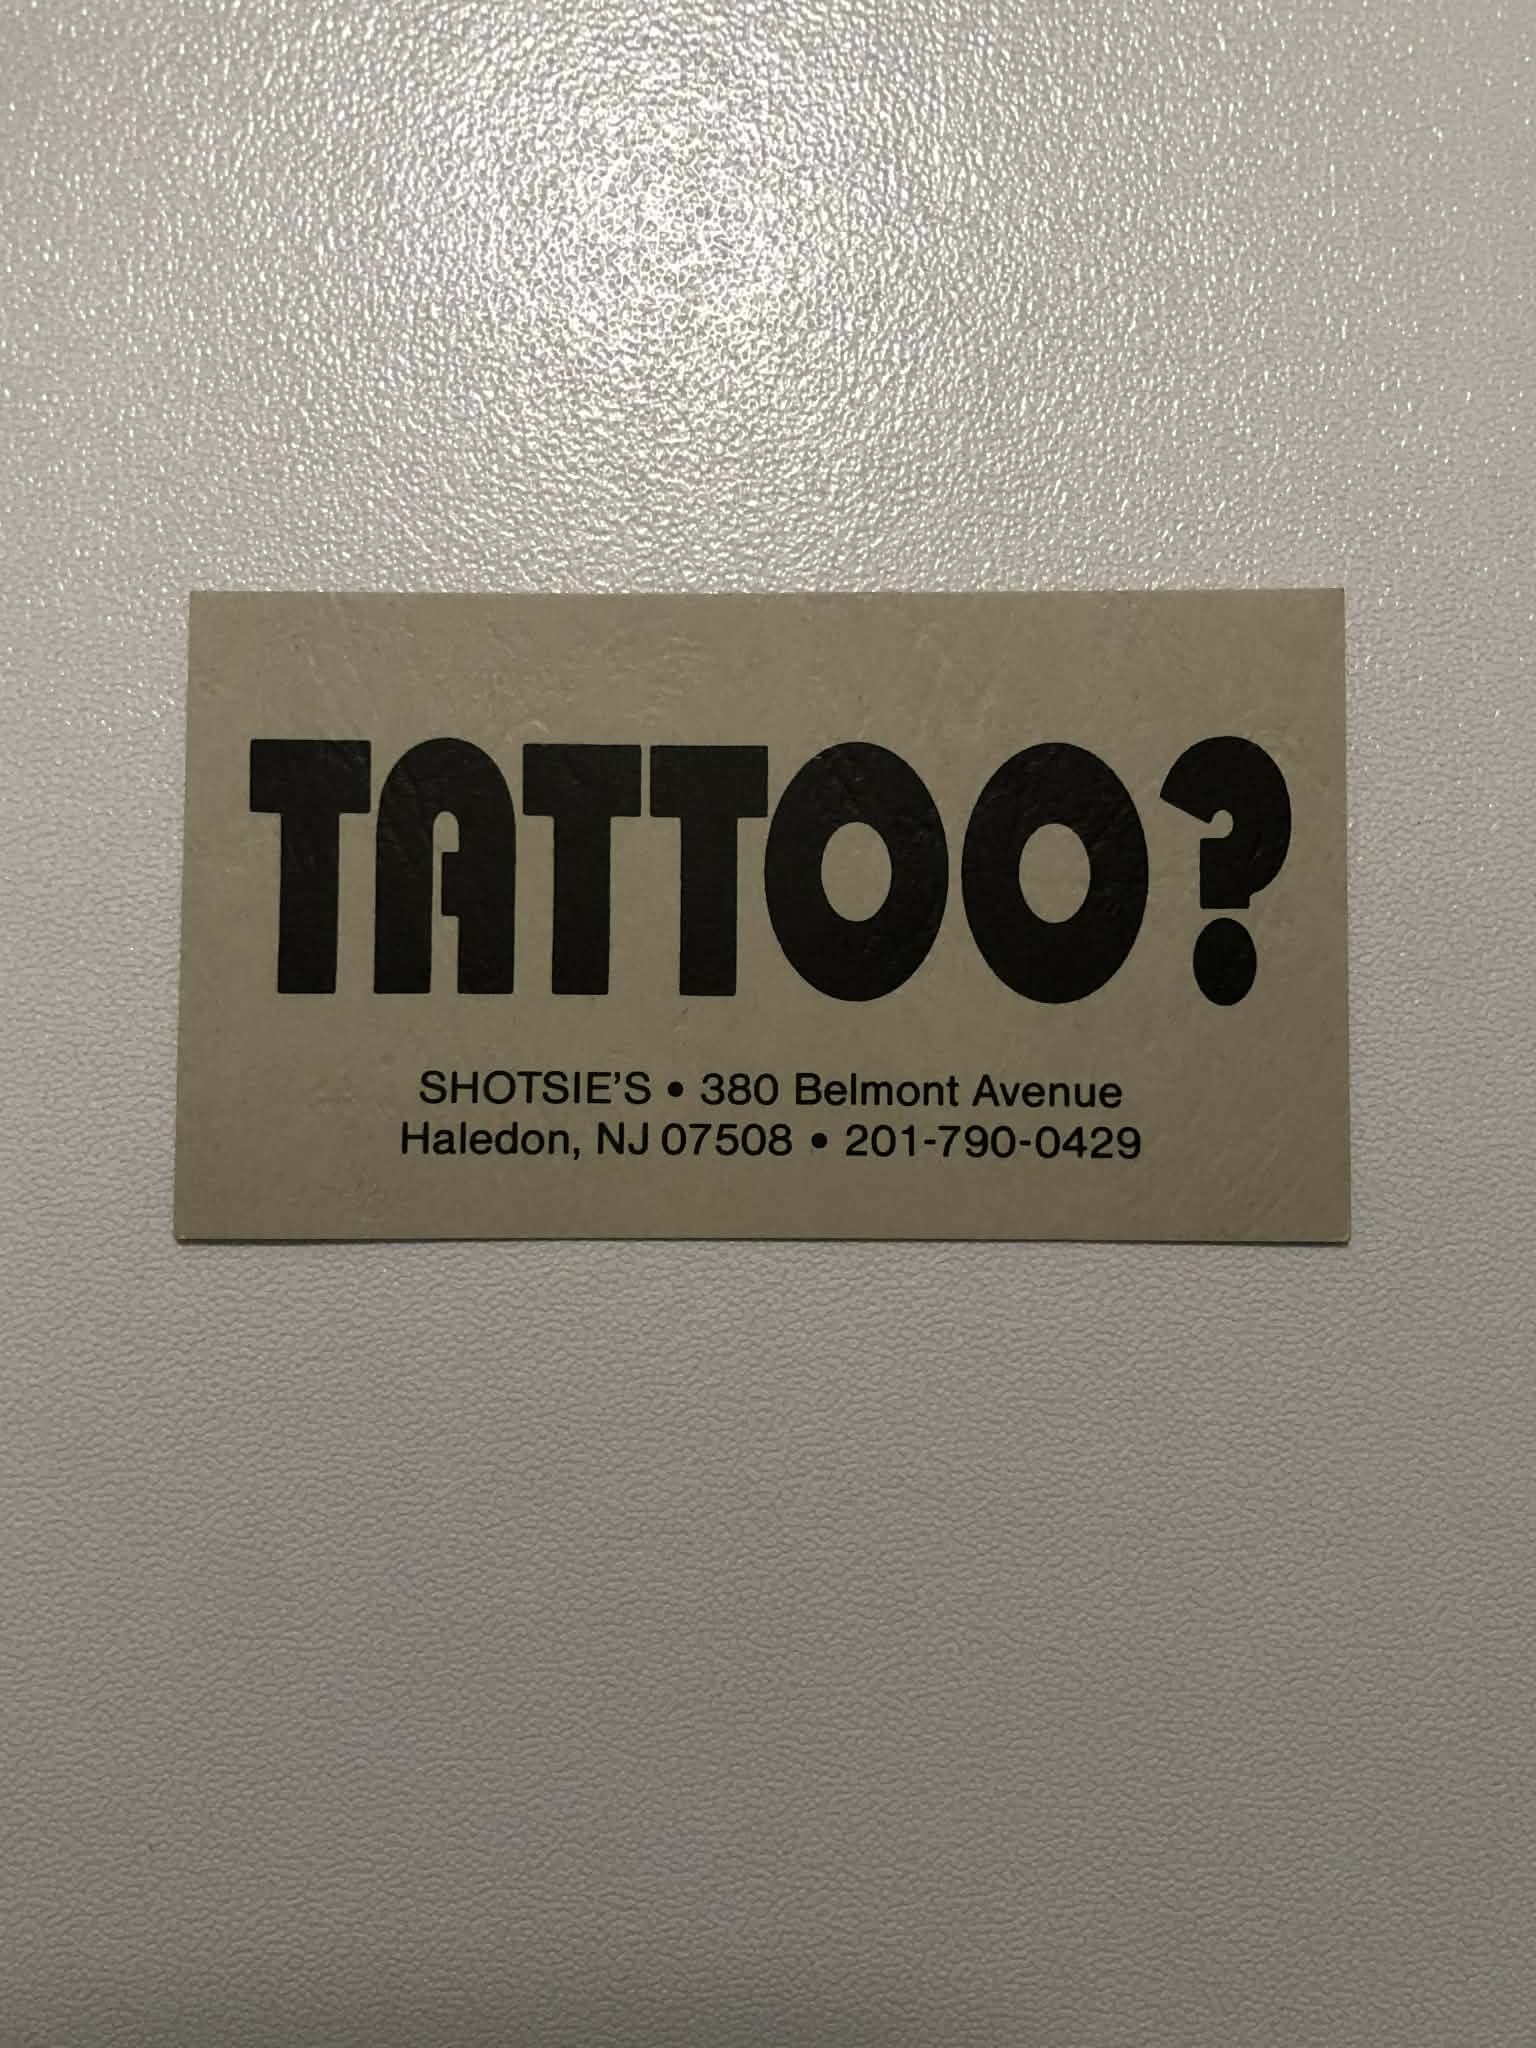 TATTOO?
SHOTSIE'S • 380 Belmont Avenue
Haledon, NJ 07508 • 201-790-0429